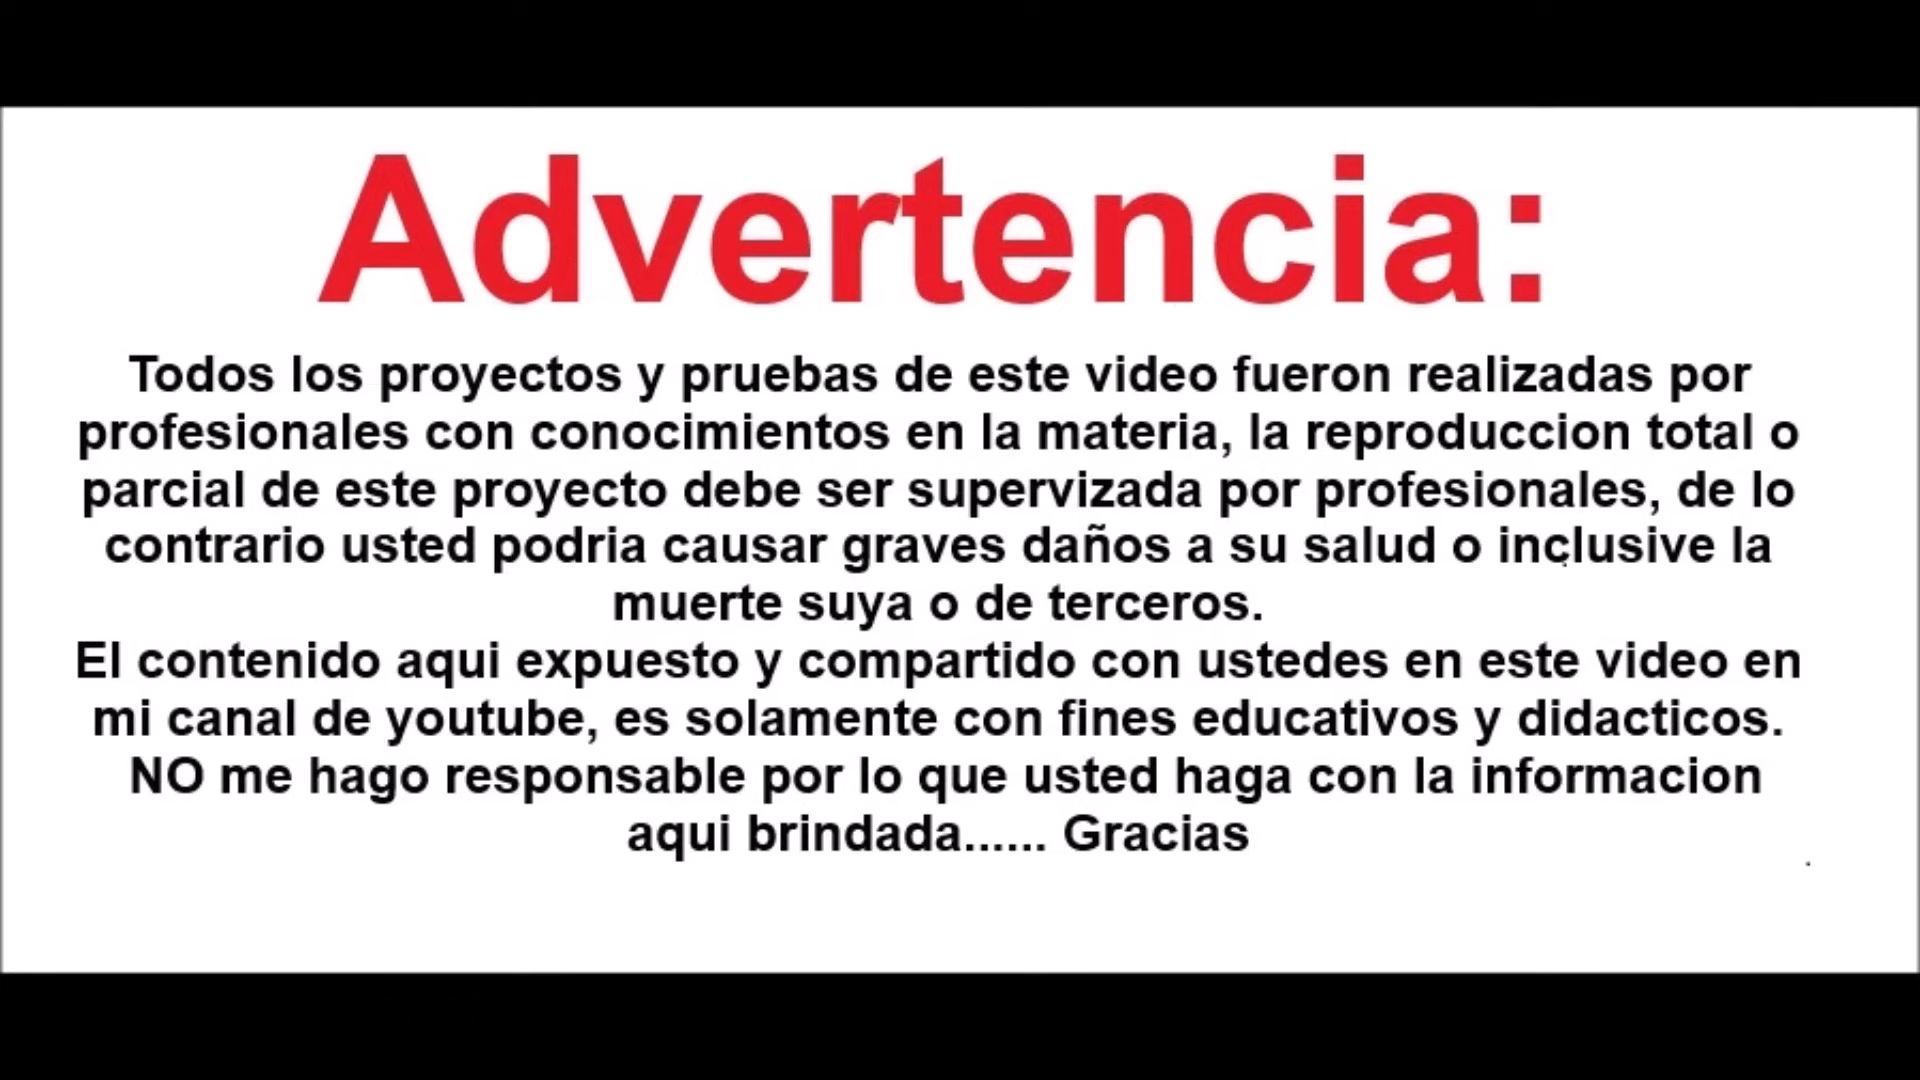 Advertencia:
Todos los proyectos y pruebas de este video fueron realizadas por
profesionales con conocimientos en la materia, la reproduccion total o
parcial de este proyecto debe ser supervizada por profesionales, de lo
contrario usted podria causar graves daños a su salud o inclusive la
muerte suya o de terceros.
El contenido aqui expuesto y compartido con ustedes en este video en
mi canal de youtube, es solamente con fines educativos y didacticos.
NO me hago responsable por lo que usted haga con la informacion
aqui brindada...... Gracias